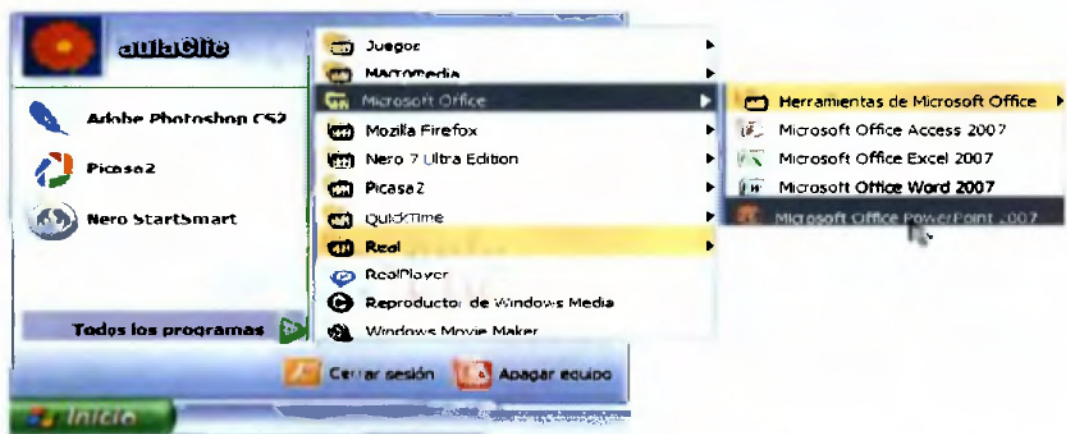 aulaClic
Adobe Photoshop CS2
Picasa2
Nero StartSmart
Todos los programas
Juegos
Macromedia
Microsoft Office
Mozilla Firefox
Nero 7 Ultra Edition
Picasa2
QuickTime
Real
RealPlayer
Reproductor de Windows Media
Windows Movie Maker
Herramientas de Microsoft Office
Microsoft Office Access 2007
Microsoft Office Excel 2007
Microsoft Office Word 2007
Microsoft Office PowerPoint 2007
Cerrar sesión
Apagar equipo
Inicio